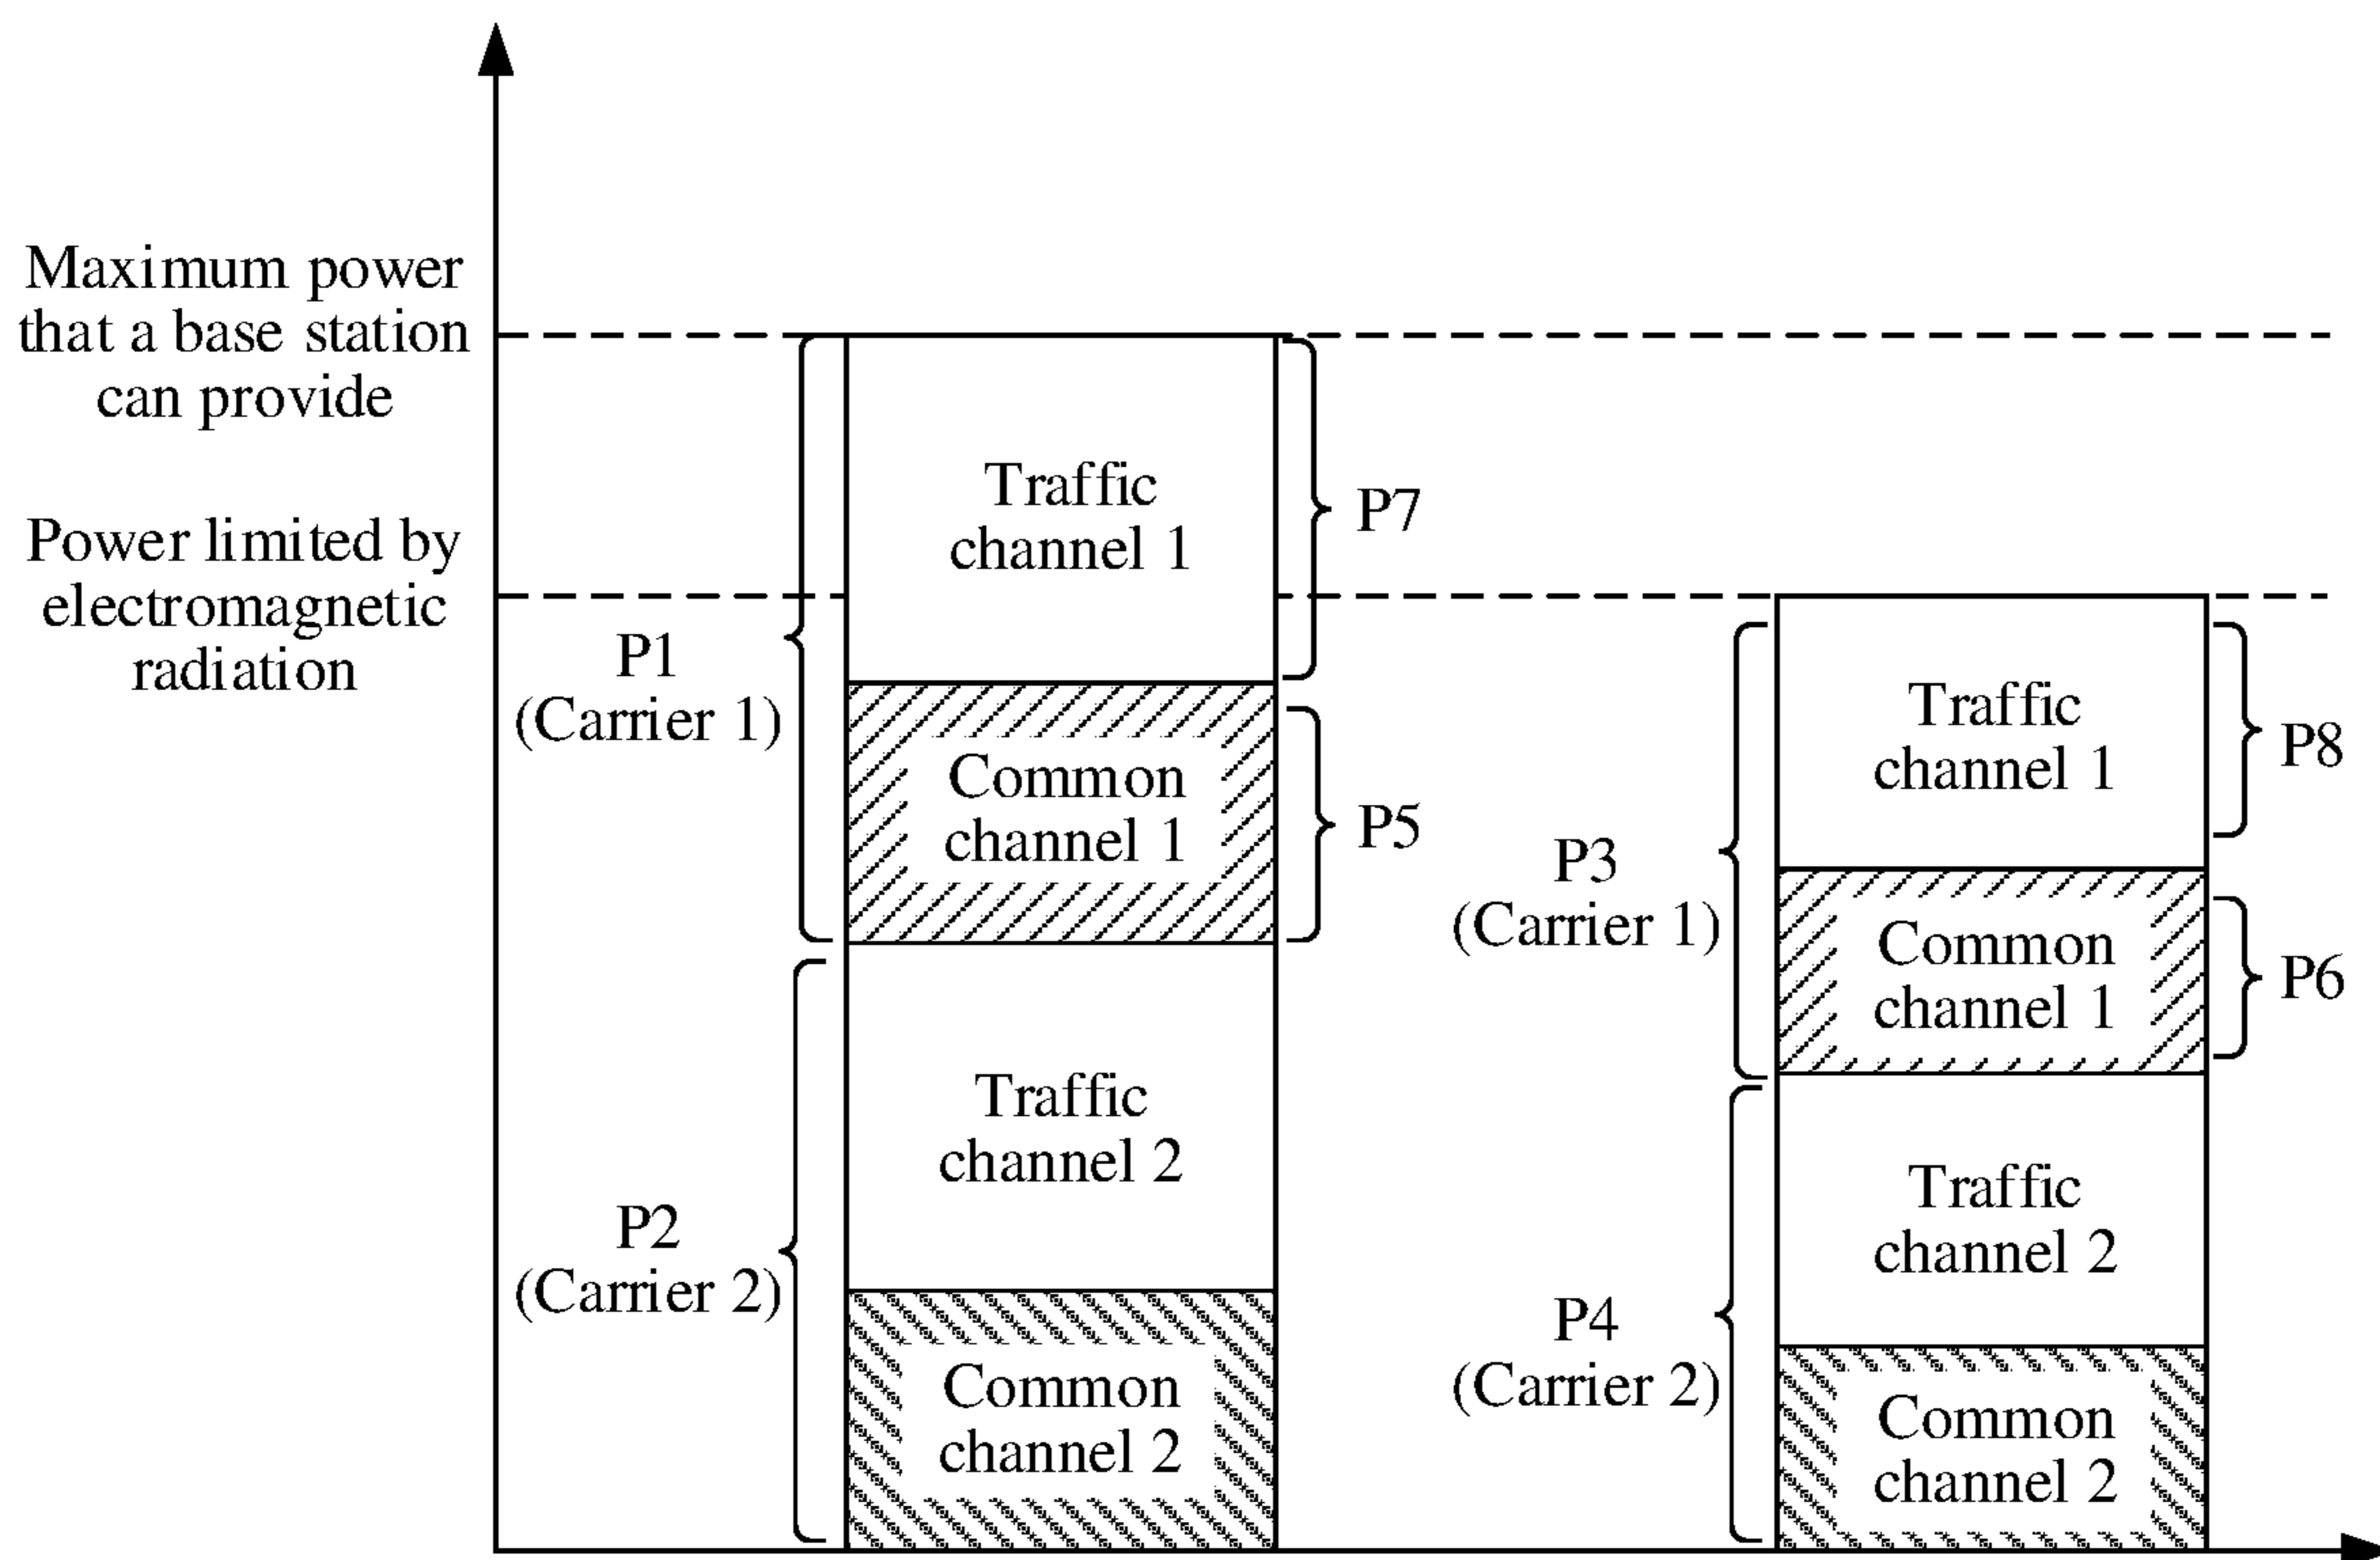 Maximum power
that a base station
can provide
Power limited by
electromagnetic
radiation
P1
(Carrier 1)
P2
(Carrier 2)
Traffic
channel 1
Common
channel 1
Traffic
channel 2
Common
channel 2
P7
P5
P3
(Carrier 1)
P4
(Carrier 2)
Traffic
channel 1
Common
channel 1
Traffic
channel 2
Common
channel 2
P8
P6